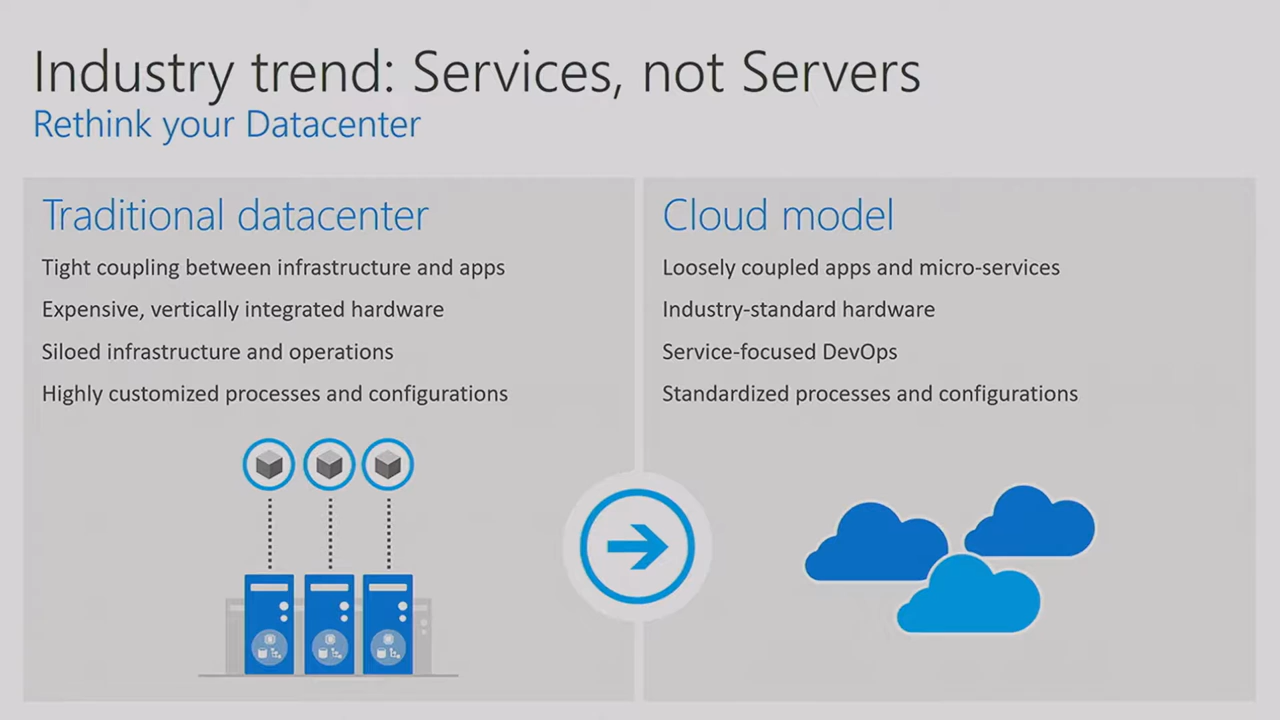 Industry trend: Services, not Servers
Rethink your Datacenter
Traditional datacenter
Tight coupling between infrastructure and apps
Expensive, vertically integrated hardware
Siloed infrastructure and operations
Highly customized processes and configurations
Cloud model
Loosely coupled apps and micro-services
Industry-standard hardware
Service-focused DevOps
Standardized processes and configurations